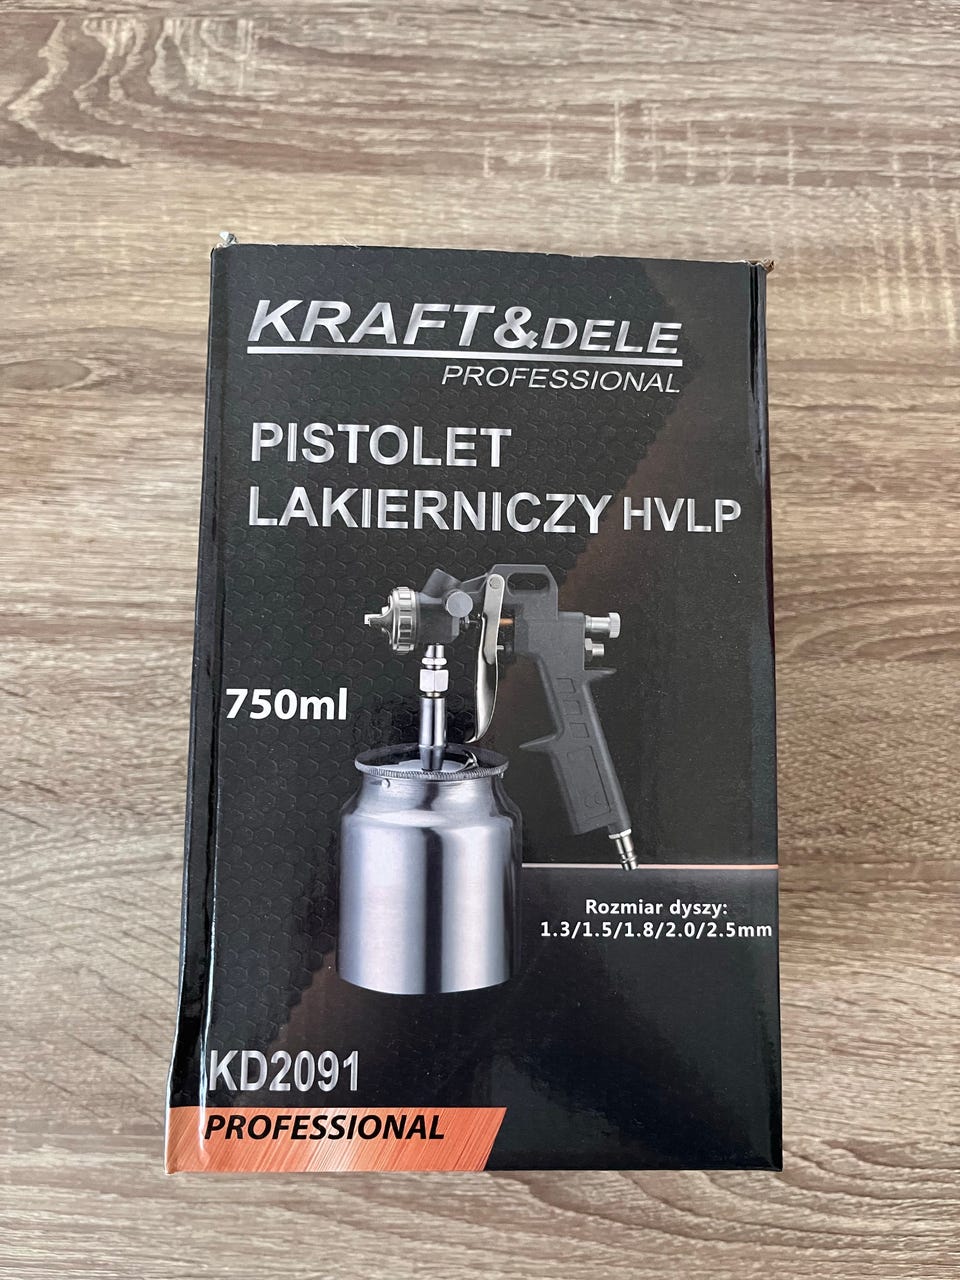 KRAFT&DELE
PROFESSIONAL
PISTOLET
LAKIERNICZY HVLP
750ml
Rozmiar dyszy:
1.3/1.5/1.8/2.0/2.5mm
KD2091
PROFESSIONAL